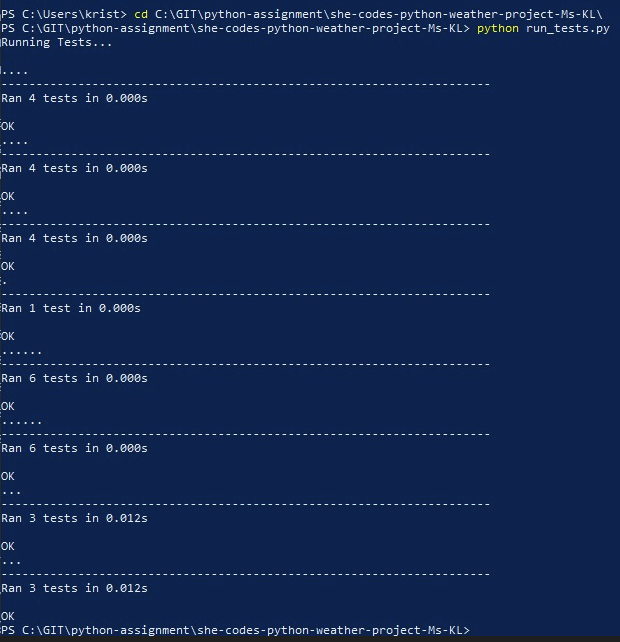 PS C:\Users\krist> cd C:\GIT\python-assignment\she-codes-python-weather-project-Ms-KL\
PS C:\GIT\python-assignment\she-codes-python-weather-project-Ms-KL> python run_tests.py
Running Tests...
....
----------------------------------------------------------------------
Ran 4 tests in 0.000s
OK
....
----------------------------------------------------------------------
Ran 4 tests in 0.000s
OK
....
----------------------------------------------------------------------
Ran 4 tests in 0.000s
OK
.
----------------------------------------------------------------------
Ran 1 test in 0.000s
OK
......
----------------------------------------------------------------------
Ran 6 tests in 0.000s
OK
......
----------------------------------------------------------------------
Ran 6 tests in 0.000s
OK
...
----------------------------------------------------------------------
Ran 3 tests in 0.012s
OK
...
----------------------------------------------------------------------
Ran 3 tests in 0.012s
OK
PS C:\GIT\python-assignment\she-codes-python-weather-project-Ms-KL>